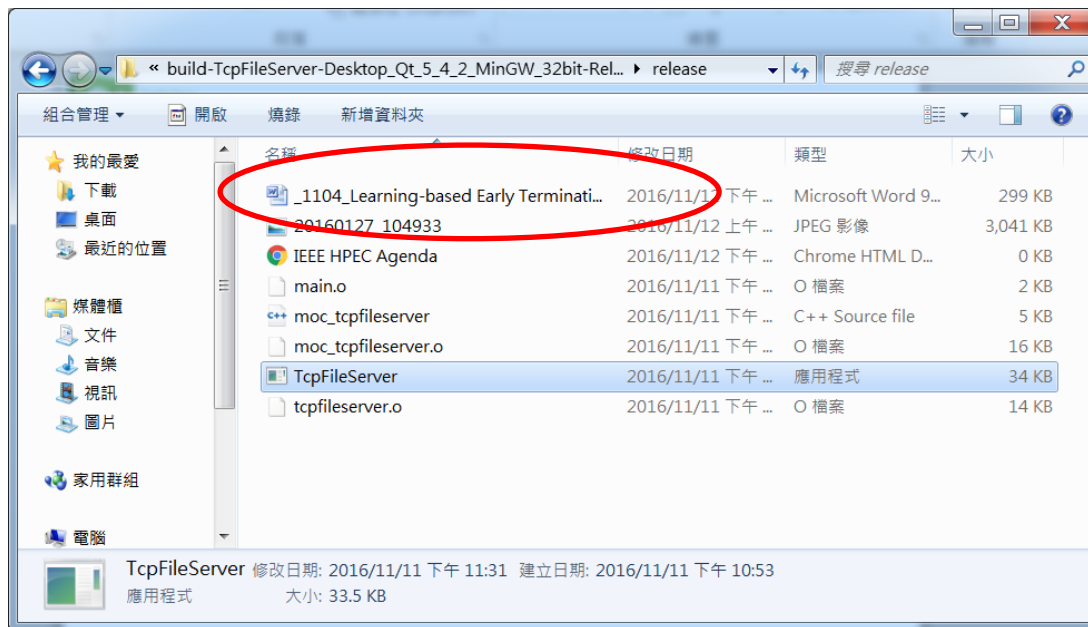 « build-TcpFileServer-Desktop_Qt_5_4_2_MinGW_32bit-Rel... ▸ release 搜尋 release
組合管理 開啟 燒錄 新增資料夾
我的最愛
下載
桌面
最近的位置
媒體櫃
文件
音樂
視訊
圖片
家用群組
電腦
名稱 修改日期 類型 大小
_1104_Learning-based Early Terminati... 2016/11/12 下午 ... Microsoft Word 9... 299 KB
20160127_104933 2016/11/12 上午 ... JPEG 影像 3,041 KB
IEEE HPEC Agenda 2016/11/12 下午 ... Chrome HTML D... 0 KB
main.o 2016/11/11 下午 ... O 檔案 2 KB
moc_tcpfileserver 2016/11/11 下午 ... C++ Source file 5 KB
moc_tcpfileserver.o 2016/11/11 下午 ... O 檔案 16 KB
TcpFileServer 2016/11/11 下午 ... 應用程式 34 KB
tcpfileserver.o 2016/11/11 下午 ... O 檔案 14 KB
TcpFileServer 修改日期: 2016/11/11 下午 11:31 建立日期: 2016/11/11 下午 10:53
應用程式 大小: 33.5 KB